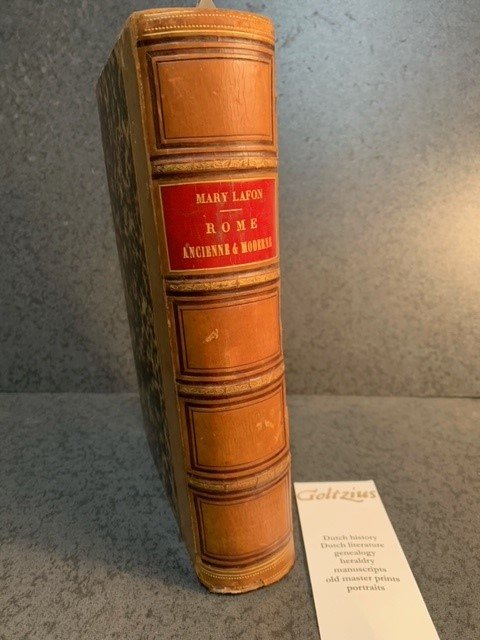 MARY LAFON
ROME
ANCIENNE & MODERNE
Goltzius
Dutch history
Dutch literature
genealogy
heraldry
manuscripts
old master prints
portraits